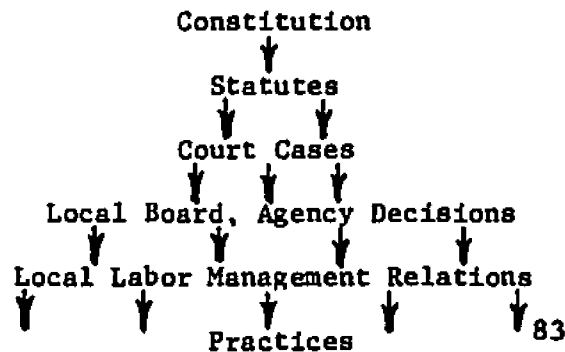 Constitution
Statutes
Court Cases
Local Board, Agency Decisions
Local Labor Management Relations
Practices 83